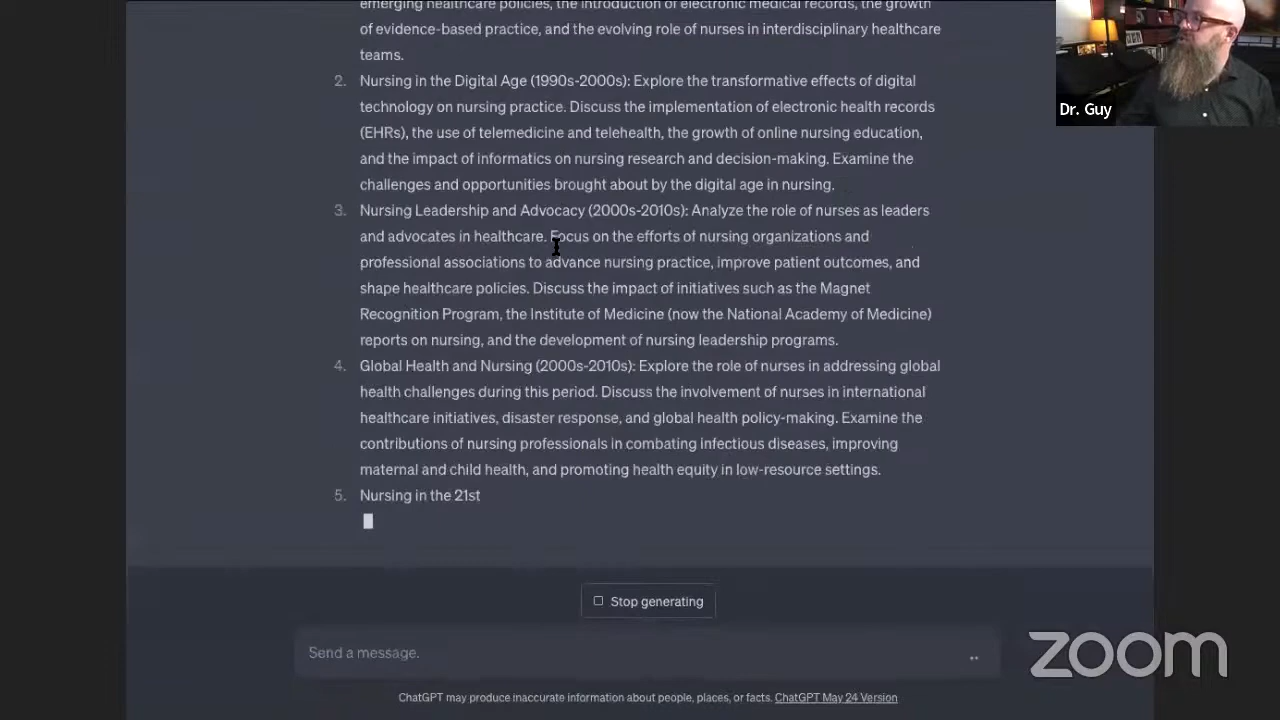 emerging healthcare policies, the introduction of electronic medical records, the growth
of evidence-based practice, and the evolving role of nurses in interdisciplinary healthcare
teams.
2. Nursing in the Digital Age (1990s-2000s): Explore the transformative effects of digital
technology on nursing practice. Discuss the implementation of electronic health records
(EHRs), the use of telemedicine and telehealth, the growth of online nursing education,
and the impact of informatics on nursing research and decision-making. Examine the
challenges and opportunities brought about by the digital age in nursing.
3. Nursing Leadership and Advocacy (2000s-2010s): Analyze the role of nurses as leaders
and advocates in healthcare. Focus on the efforts of nursing organizations and
professional associations to advance nursing practice, improve patient outcomes, and
shape healthcare policies. Discuss the impact of initiatives such as the Magnet
Recognition Program, the Institute of Medicine (now the National Academy of Medicine)
reports on nursing, and the development of nursing leadership programs.
4. Global Health and Nursing (2000s-2010s): Explore the role of nurses in addressing global
health challenges during this period. Discuss the involvement of nurses in international
healthcare initiatives, disaster response, and global health policy-making. Examine the
contributions of nursing professionals in combating infectious diseases, improving
maternal and child health, and promoting health equity in low-resource settings.
5. Nursing in the 21st
Stop generating
Send a message.
ChatGPT may produce inaccurate information about people, places, or facts. ChatGPT May 24 Version
Dr. Guy
zoom